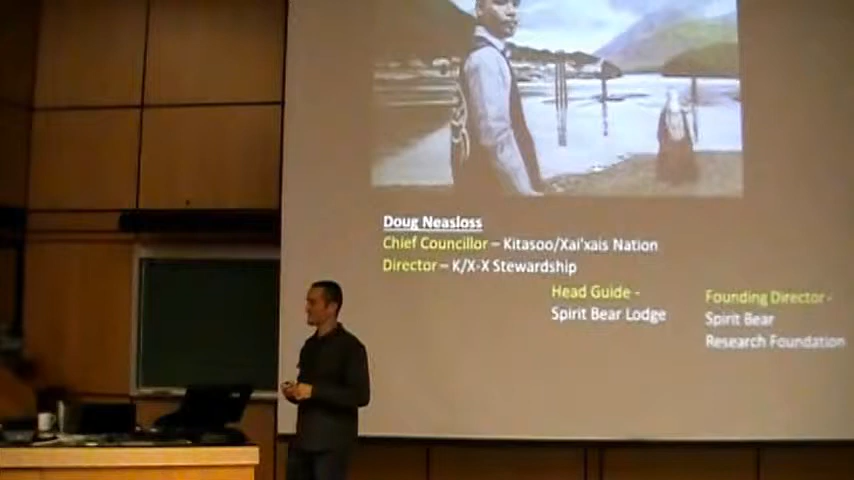 Doug Neasloss
Chief Councillor – Kitasoo/Xai'xais Nation
Director – K/X-X Stewardship
Head Guide -
Spirit Bear Lodge
Founding Director -
Spirit Bear
Research Foundation